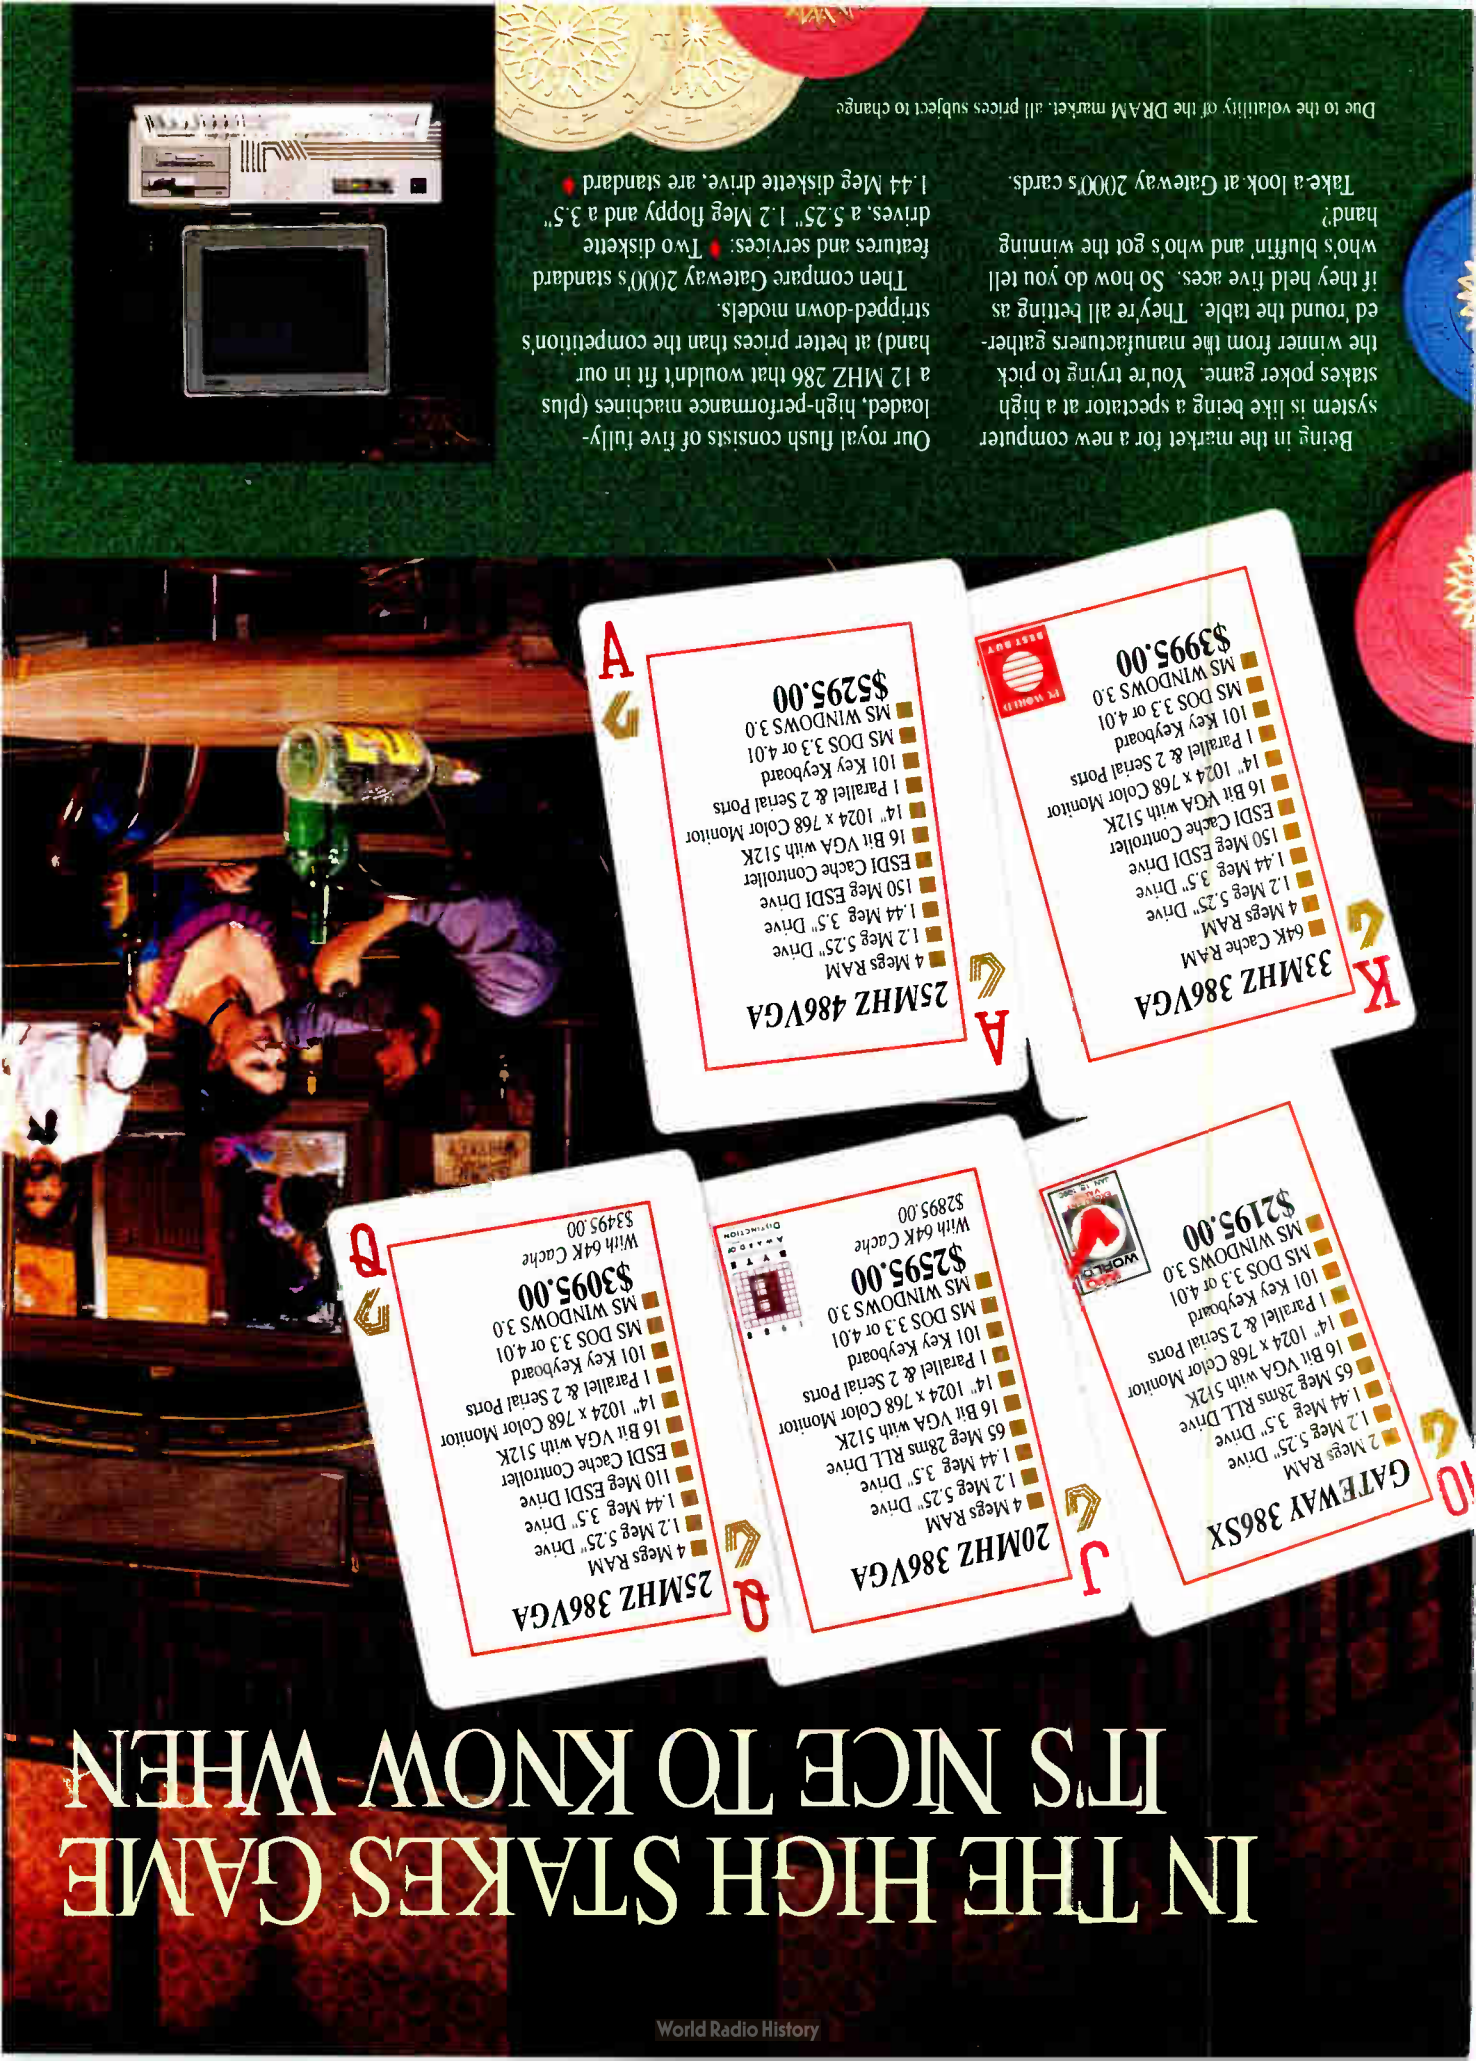 IN THE HIGH STAKES GAME
IT'S NICE TO KNOW WHEN
10
GATEWAY 386SX
2 Megs RAM
1.2 Meg 5.25" Drive
1.44 Meg 3.5" Drive
65 Meg 28ms RLL Drive
16 Bit VGA with 512K
14" 1024 x 768 Color Monitor
1 Parallel & 2 Serial Ports
101 Key Keyboard
MS DOS 3.3 or 4.01
MS WINDOWS 3.0
$2195.00
WORLD
J
20MHZ 386VGA
4 Megs RAM
1.2 Meg 5.25" Drive
1.44 Meg 3.5" Drive
65 Meg 28ms RLL Drive
16 Bit VGA with 512K
14" 1024 x 768 Color Monitor
1 Parallel & 2 Serial Ports
101 Key Keyboard
MS DOS 3.3 or 4.01
MS WINDOWS 3.0
$2595.00
With 64K Cache
$2895.00
BYTE
AWARD OF
DISTINCTION
Q
25MHZ 386VGA
4 Megs RAM
1.2 Meg 5.25" Drive
1.44 Meg 3.5" Drive
110 Meg ESDI Drive
ESDI Cache Controller
16 Bit VGA with 512K
14" 1024 x 768 Color Monitor
1 Parallel & 2 Serial Ports
101 Key Keyboard
MS DOS 3.3 or 4.01
MS WINDOWS 3.0
$3095.00
With 64K Cache
$3495.00
Q
K
33MHZ 386VGA
64K Cache RAM
4 Megs RAM
1.2 Meg 5.25" Drive
1.44 Meg 3.5" Drive
150 Meg ESDI Drive
ESDI Cache Controller
16 Bit VGA with 512K
14" 1024 x 768 Color Monitor
1 Parallel & 2 Serial Ports
101 Key Keyboard
MS DOS 3.3 or 4.01
MS WINDOWS 3.0
$3995.00
PC WORLD
BEST BUY
A
25MHZ 486VGA
4 Megs RAM
1.2 Meg 5.25" Drive
1.44 Meg 3.5" Drive
150 Meg ESDI Drive
ESDI Cache Controller
16 Bit VGA with 512K
14" 1024 x 768 Color Monitor
1 Parallel & 2 Serial Ports
101 Key Keyboard
MS DOS 3.3 or 4.01
MS WINDOWS 3.0
$5295.00
A
Being in the market for a new computer
system is like being a spectator at a high
stakes poker game. You're trying to pick
the winner from the manufacturers gather-
ed 'round the table. They're all betting as
if they held five aces. So how do you tell
who's bluffin' and who's got the winning
hand?
Take a look at Gateway 2000's cards.
Our royal flush consists of five fully-
loaded, high-performance machines (plus
a 12 MHZ 286 that wouldn't fit in our
hand) at better prices than the competition's
stripped-down models.
Then compare Gateway 2000's standard
features and services: ♦ Two diskette
drives, a 5.25" 1.2 Meg floppy and a 3.5"
1.44 Meg diskette drive, are standard ♦
Due to the volatility of the DRAM market, all prices subject to change
World Radio History